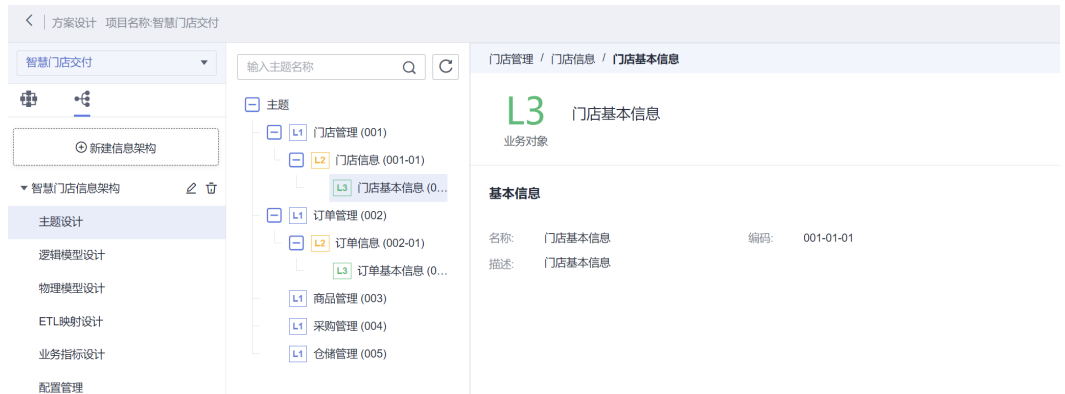 方案设计 项目名称:智慧门店交付
智慧门店交付
新建信息架构
智慧门店信息架构
主题设计
逻辑模型设计
物理模型设计
ETL映射设计
业务指标设计
配置管理
输入主题名称
主题
L1 门店管理 (001)
L2 门店信息 (001-01)
L3 门店基本信息 (0...
L1 订单管理 (002)
L2 订单信息 (002-01)
L3 订单基本信息 (0...
L1 商品管理 (003)
L1 采购管理 (004)
L1 仓储管理 (005)
门店管理 / 门店信息 / 门店基本信息
L3 门店基本信息
业务对象
基本信息
名称: 门店基本信息 编码: 001-01-01
描述: 门店基本信息